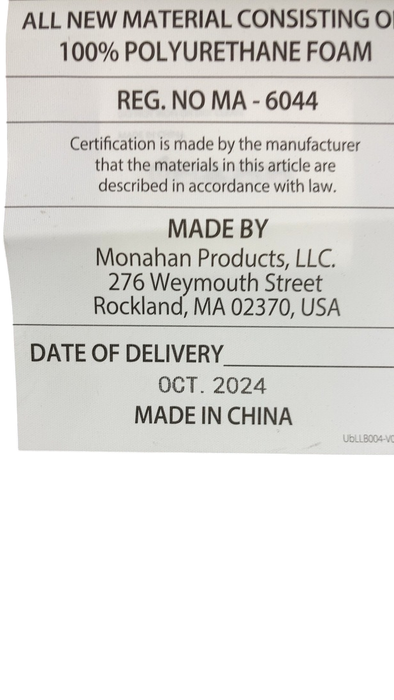 ALL NEW MATERIAL CONSISTING
100% POLYURETHANE FOAM
REG. NO MA - 6044
Certification is made by the manufacturer
that the materials in this article are
described in accordance with law.
MADE BY
Monahan Products, LLC.
276 Weymouth Street
Rockland, MA 02370, USA
DATE OF DELIVERY
OCT. 2024
MADE IN CHINA